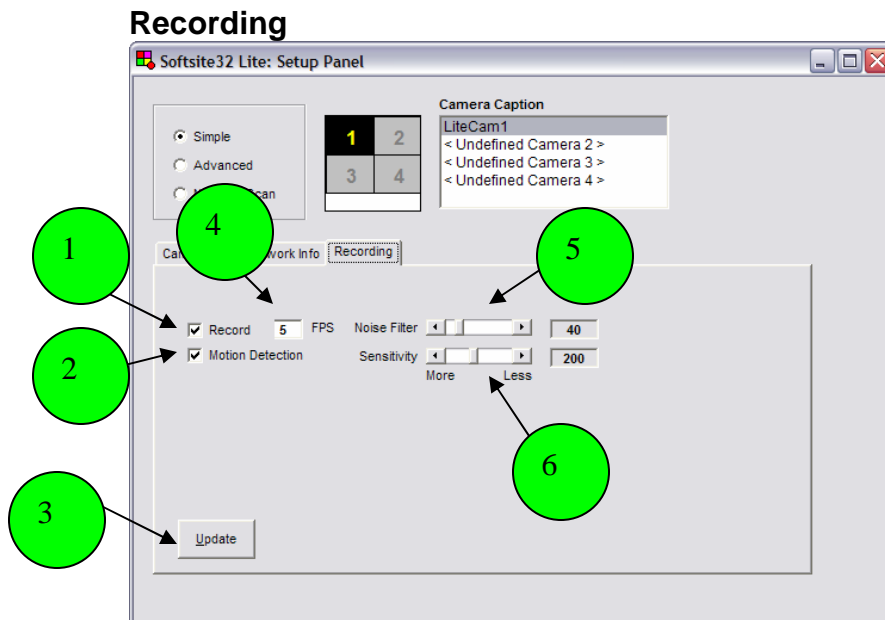 Recording
Softsite32 Lite: Setup Panel
Camera Caption
Simple
Advanced
1 2
3 4
LiteCam1
< Undefined Camera 2 >
< Undefined Camera 3 >
< Undefined Camera 4 >
4
1
5
Info Recording
Record 5 FPS Noise Filter 40
Motion Detection Sensitivity 200
More Less
2
6
3
Update